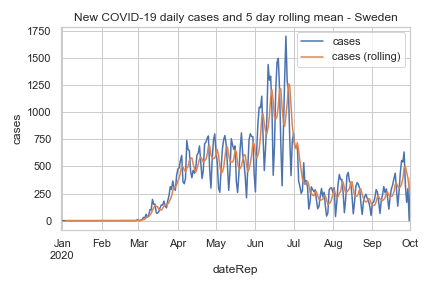 New COVID-19 daily cases and 5 day rolling mean - Sweden
cases
cases (rolling)
cases
1750
1500
1250
1000
750
500
250
0
Jan Feb Mar Apr May Jun Jul Aug Sep Oct
2020
dateRep